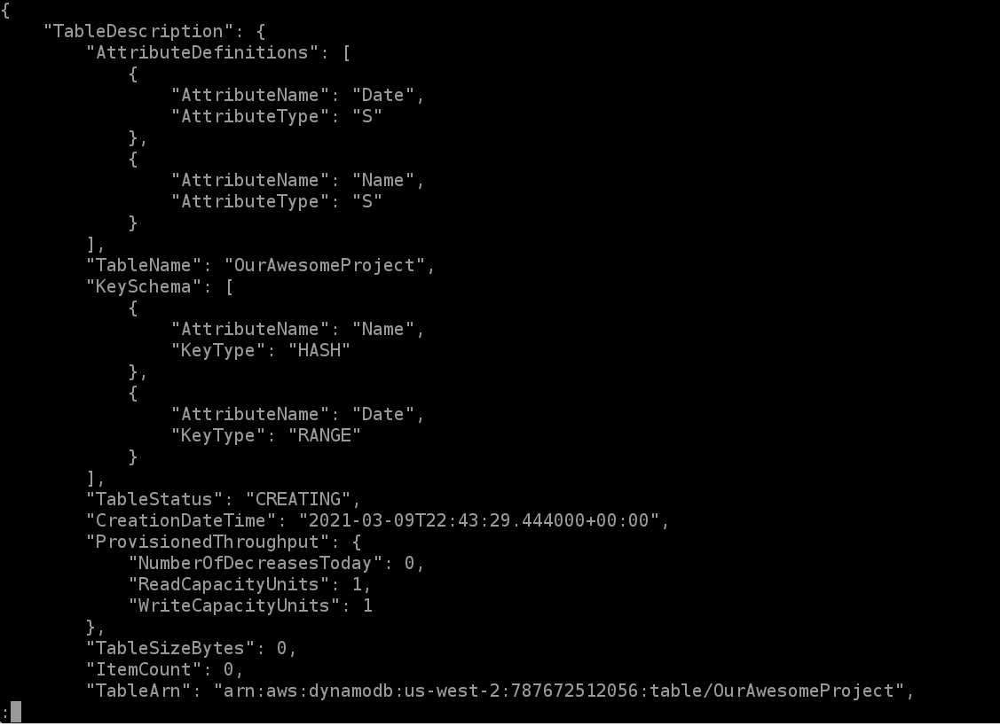 {
    "TableDescription": {
        "AttributeDefinitions": [
            {
                "AttributeName": "Date",
                "AttributeType": "S"
            },
            {
                "AttributeName": "Name",
                "AttributeType": "S"
            }
        ],
        "TableName": "OurAwesomeProject",
        "KeySchema": [
            {
                "AttributeName": "Name",
                "KeyType": "HASH"
            },
            {
                "AttributeName": "Date",
                "KeyType": "RANGE"
            }
        ],
        "TableStatus": "CREATING",
        "CreationDateTime": "2021-03-09T22:43:29.444000+00:00",
        "ProvisionedThroughput": {
            "NumberOfDecreasesToday": 0,
            "ReadCapacityUnits": 1,
            "WriteCapacityUnits": 1
        },
        "TableSizeBytes": 0,
        "ItemCount": 0,
        "TableArn": "arn:aws:dynamodb:us-west-2:787672512056:table/OurAwesomeProject",
: